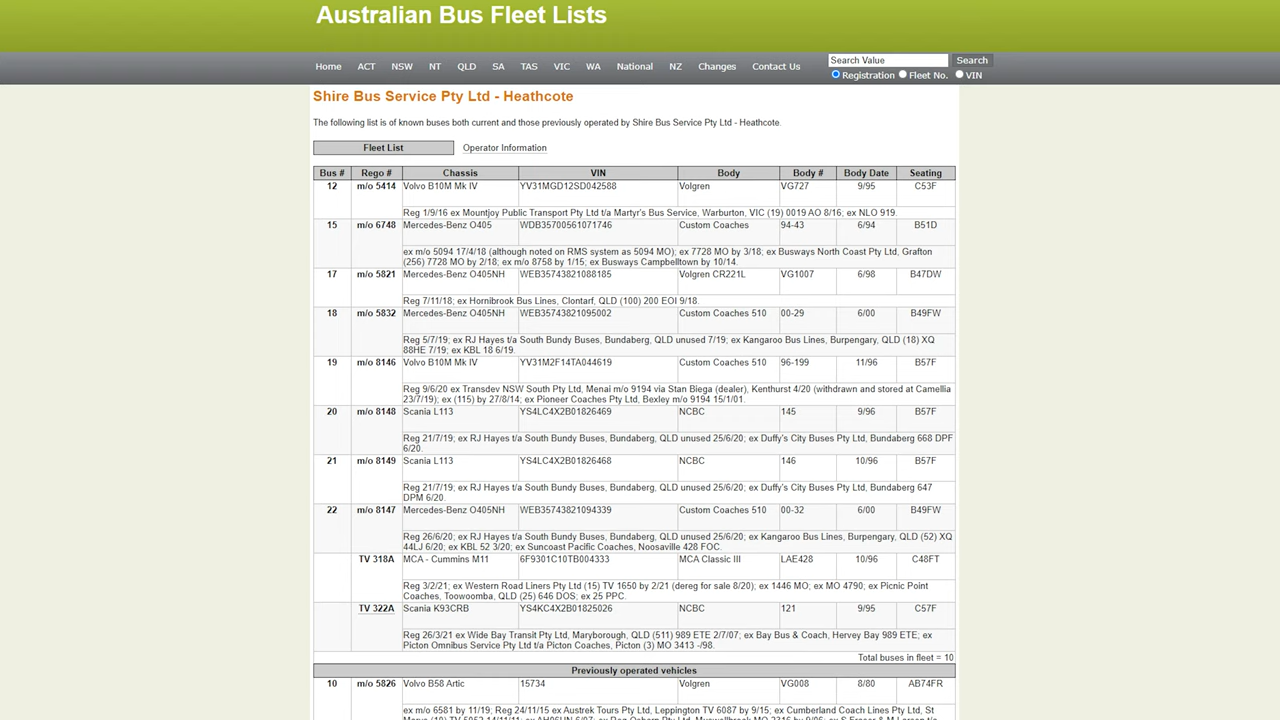 Australian Bus Fleet Lists
Home ACT NSW NT QLD SA TAS VIC WA National NZ Changes Contact Us
Search Value Search
Registration Fleet No. VIN
Shire Bus Service Pty Ltd - Heathcote
The following list is of known buses both current and those previously operated by Shire Bus Service Pty Ltd - Heathcote.
Fleet List Operator Information
Bus # Rego # Chassis VIN Body Body # Body Date Seating
12 m/o 5414 Volvo B10M Mk IV YV31MGD12SD042588 Volgren VG727 9/95 C53F
Reg 1/9/16 ex Mountjoy Public Transport Pty Ltd t/a Martyr's Bus Service, Warburton, VIC (19) 0019 AO 8/16; ex NLO 919.
15 m/o 6748 Mercedes-Benz O405 WDB35700561071746 Custom Coaches 94-43 6/94 B51D
ex m/o 5094 17/4/18 (although noted on RMS system as 5094 MO); ex 7728 MO by 3/18; ex Busways North Coast Pty Ltd, Grafton
(256) 7728 MO by 2/18; ex m/o 8758 by 1/15; ex Busways Campbelltown by 10/14.
17 m/o 5821 Mercedes-Benz O405NH WEB35743821088185 Volgren CR221L VG1007 6/98 B47DW
Reg 7/11/18; ex Hornibrook Bus Lines, Clontarf, QLD (100) 200 EOI 9/18.
18 m/o 5832 Mercedes-Benz O405NH WEB35743821095002 Custom Coaches 510 00-29 6/00 B49FW
Reg 5/7/19; ex RJ Hayes t/a South Bundy Buses, Bundaberg, QLD unused 7/19; ex Kangaroo Bus Lines, Burpengary, QLD (18) XQ
88HE 7/19; ex KBL 18 6/19.
19 m/o 8146 Volvo B10M Mk IV YV31M2F14TA044619 Custom Coaches 510 96-199 11/96 B57F
Reg 9/6/20 ex Transdev NSW South Pty Ltd, Menai m/o 9194 via Stan Biega (dealer), Kenthurst 4/20 (withdrawn and stored at Camellia
23/7/19); ex (115) by 27/8/14; ex Pioneer Coaches Pty Ltd, Bexley m/o 9194 15/1/01.
20 m/o 8148 Scania L113 YS4LC4X2B01826469 NCBC 145 9/96 B57F
Reg 21/7/19; ex RJ Hayes t/a South Bundy Buses, Bundaberg, QLD unused 25/6/20; ex Duffy's City Buses Pty Ltd, Bundaberg 668 DPF
6/20.
21 m/o 8149 Scania L113 YS4LC4X2B01826468 NCBC 146 10/96 B57F
Reg 21/7/19; ex RJ Hayes t/a South Bundy Buses, Bundaberg, QLD unused 25/6/20; ex Duffy's City Buses Pty Ltd, Bundaberg 647
DPM 6/20.
22 m/o 8147 Mercedes-Benz O405NH WEB35743821094339 Custom Coaches 510 00-32 6/00 B49FW
Reg 26/6/20; ex RJ Hayes t/a South Bundy Buses, Bundaberg, QLD unused 25/6/20; ex Kangaroo Bus Lines, Burpengary, QLD (52) XQ
44LJ 6/20; ex KBL 52 3/20; ex Suncoast Pacific Coaches, Noosaville 428 FOC.
TV 318A MCA - Cummins M11 6F9301C10TB004333 MCA Classic III LAE428 10/96 C48FT
Reg 3/2/21; ex Western Road Liners Pty Ltd (15) TV 1650 by 2/21 (dereg for sale 8/20); ex 1446 MO; ex MO 4790; ex Picnic Point
Coaches, Toowoomba, QLD (25) 646 DOS; ex 25 PPC.
TV 322A Scania K93CRB YS4KC4X2B01825026 NCBC 121 9/95 C57F
Reg 26/3/21 ex Wide Bay Transit Pty Ltd, Maryborough, QLD (511) 989 ETE 2/7/07; ex Bay Bus & Coach, Hervey Bay 989 ETE; ex
Picton Omnibus Service Pty Ltd t/a Picton Coaches, Picton (3) MO 3413 -/98.
Total buses in fleet = 10
Previously operated vehicles
10 m/o 5826 Volvo B58 Artic 15734 Volgren VG008 8/80 AB74FR
ex m/o 6581 by 11/19; Reg 24/11/15 ex Austrek Tours Pty Ltd, Leppington TV 6087 by 9/15; ex Cumberland Coach Lines Pty Ltd, St